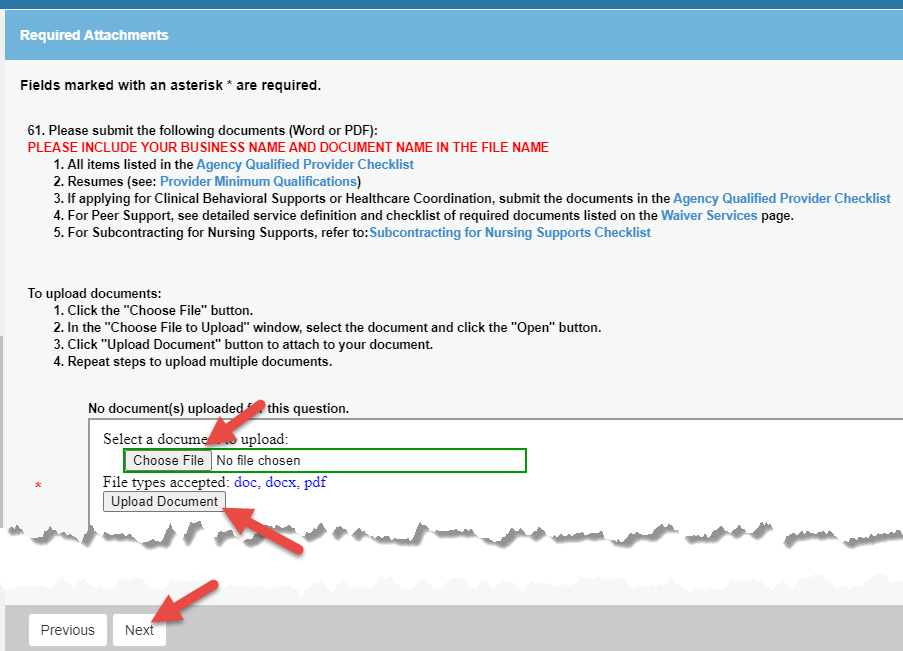 Required Attachments
Fields marked with an asterisk * are required.
61. Please submit the following documents (Word or PDF):
PLEASE INCLUDE YOUR BUSINESS NAME AND DOCUMENT NAME IN THE FILE NAME
1. All items listed in the Agency Qualified Provider Checklist
2. Resumes (see: Provider Minimum Qualifications)
3. If applying for Clinical Behavioral Supports or Healthcare Coordination, submit the documents in the Agency Qualified Provider Checklist
4. For Peer Support, see detailed service definition and checklist of required documents listed on the Waiver Services page.
5. For Subcontracting for Nursing Supports, refer to:Subcontracting for Nursing Supports Checklist
To upload documents:
1. Click the "Choose File" button.
2. In the "Choose File to Upload" window, select the document and click the "Open" button.
3. Click "Upload Document" button to attach to your document.
4. Repeat steps to upload multiple documents.
No document(s) uploaded for this question.
Select a document to upload:
Choose File No file chosen
*
File types accepted: doc, docx, pdf
Upload Document
Previous Next